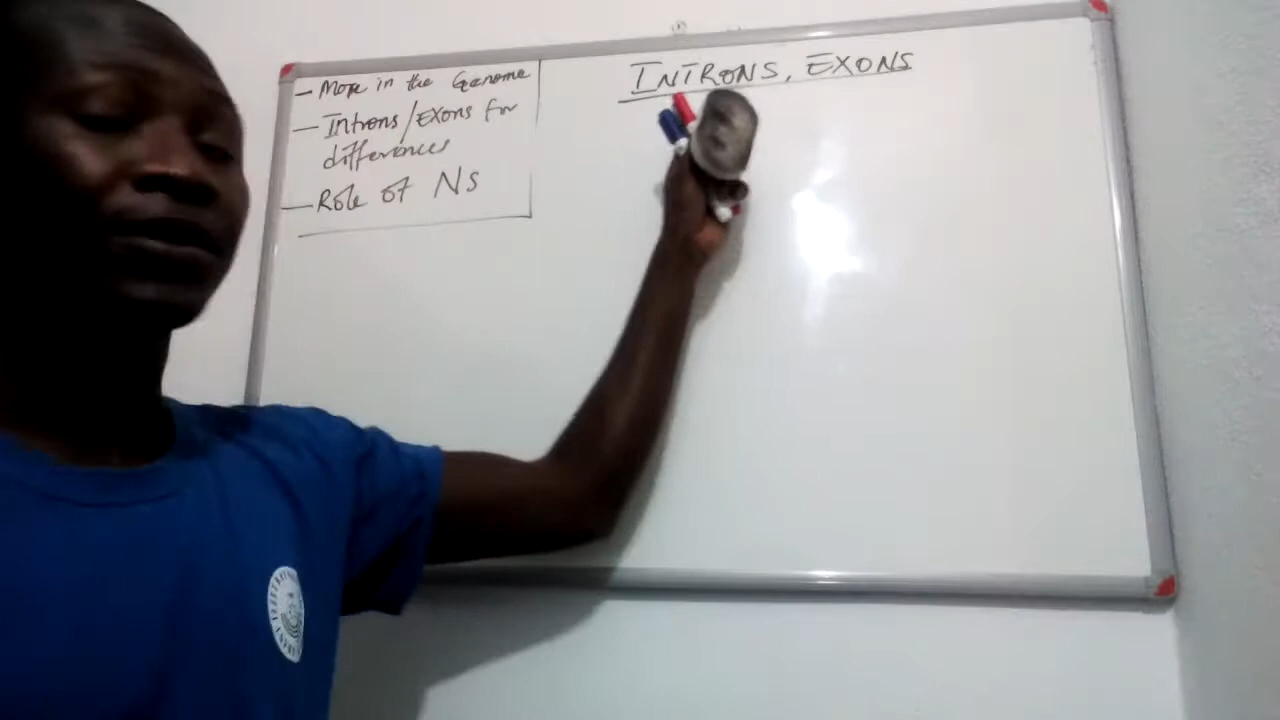 — More in the Genome
— Introns/Exons for
differences
— Role of Ns
INTRONS, EXONS